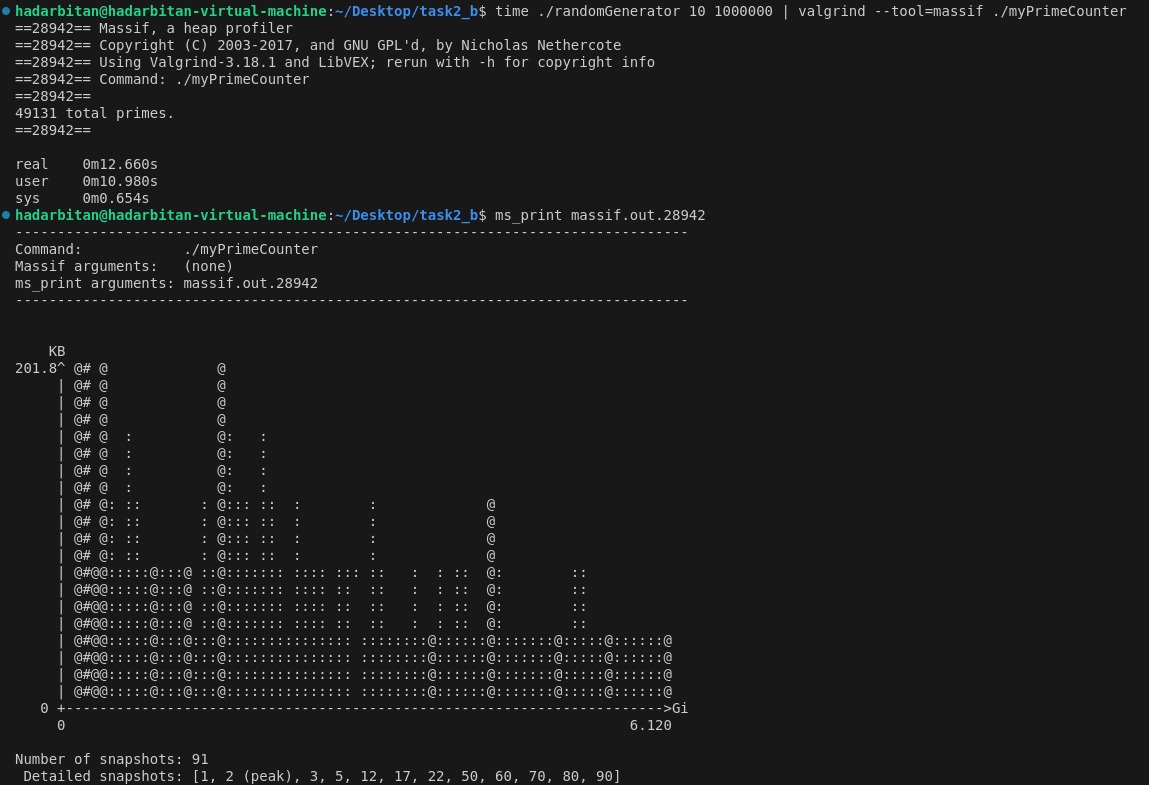 hadarbitan@hadarbitan-virtual-machine:~/Desktop/task2_b$ time ./randomGenerator 10 1000000 | valgrind --tool=massif ./myPrimeCounter
==28942== Massif, a heap profiler
==28942== Copyright (C) 2003-2017, and GNU GPL'd, by Nicholas Nethercote
==28942== Using Valgrind-3.18.1 and LibVEX; rerun with -h for copyright info
==28942== Command: ./myPrimeCounter
==28942==
49131 total primes.
==28942==
real    0m12.660s
user    0m10.980s
sys     0m0.654s
hadarbitan@hadarbitan-virtual-machine:~/Desktop/task2_b$ ms_print massif.out.28942
--------------------------------------------------------------------------------
Command:            ./myPrimeCounter
Massif arguments:   (none)
ms_print arguments: massif.out.28942
--------------------------------------------------------------------------------
    KB
201.8^ @# @             @
     | @# @             @
     | @# @             @
     | @# @             @
     | @# @  :          @:   :
     | @# @  :          @:   :
     | @# @  :          @:   :
     | @# @  :          @:   :
     | @# @: ::       : @::: ::  :        :             @
     | @# @: ::       : @::: ::  :        :             @
     | @# @: ::       : @::: ::  :        :             @
     | @# @: ::       : @::: ::  :        :             @
     | @#@@:::::@:::@ ::@::::::: :::: ::: ::   :  : ::  @:        ::
     | @#@@:::::@:::@ ::@::::::: :::: ::  ::   :  : ::  @:        ::
     | @#@@:::::@:::@ ::@::::::: :::: ::  ::   :  : ::  @:        ::
     | @#@@:::::@:::@ ::@::::::: :::: ::  ::   :  : ::  @:        ::
     | @#@@:::::@:::@:::@::::::::::::::: ::::::::@::::::@:::::::@:::::@::::::@
     | @#@@:::::@:::@:::@::::::::::::::: ::::::::@::::::@:::::::@:::::@::::::@
     | @#@@:::::@:::@:::@::::::::::::::: ::::::::@::::::@:::::::@:::::@::::::@
     | @#@@:::::@:::@:::@::::::::::::::: ::::::::@::::::@:::::::@:::::@::::::@
   0 +----------------------------------------------------------------------->Gi
     0                                                                   6.120
Number of snapshots: 91
 Detailed snapshots: [1, 2 (peak), 3, 5, 12, 17, 22, 50, 60, 70, 80, 90]